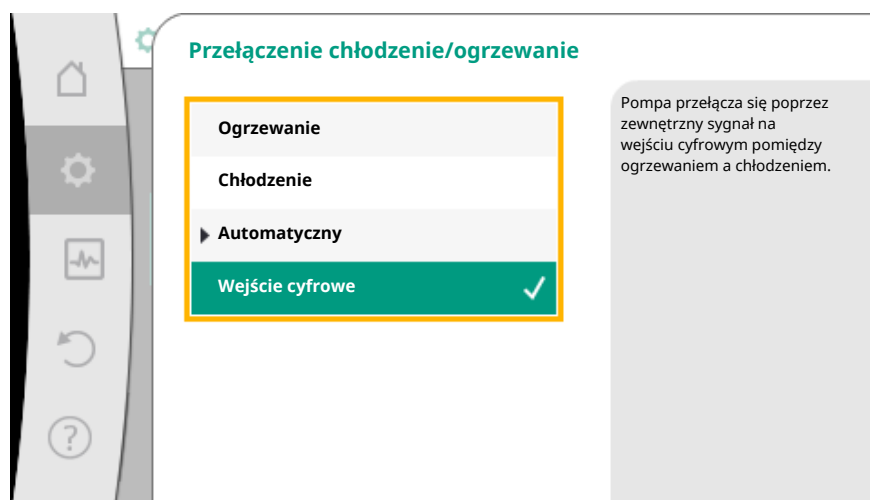 Przełączenie chłodzenie/ogrzewanie
Ogrzewanie
Chłodzenie
Automatyczny
Wejście cyfrowe
Pompa przełącza się poprzez
zewnętrzny sygnał na
wejściu cyfrowym pomiędzy
ogrzewaniem a chłodzeniem.
?